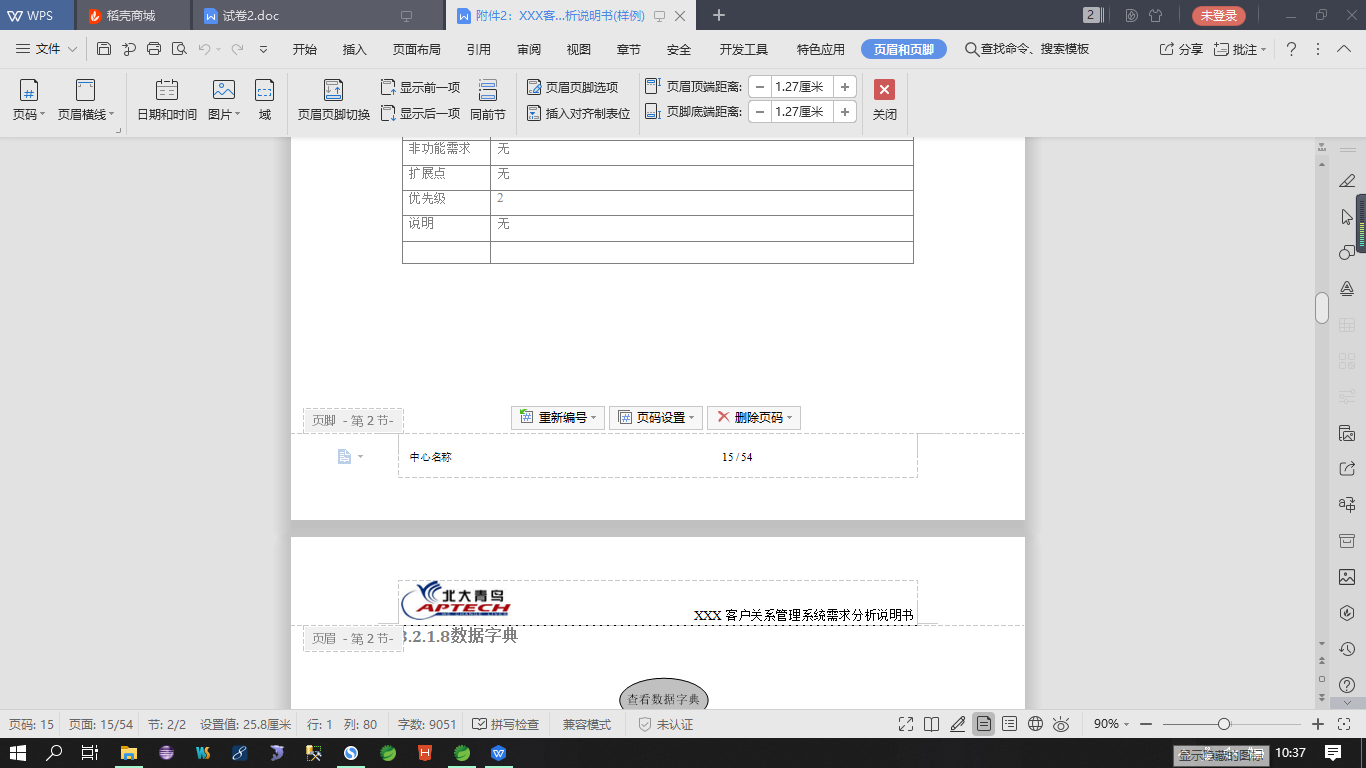 WPS 稻壳商城 试卷2.doc 附件2：XXX客...析说明书(样例) 2 未登录
文件 开始 插入 页面布局 引用 审阅 视图 章节 安全 开发工具 特色应用 页眉和页脚 查找命令、搜索模板 分享 批注
页眉页脚选项 页眉顶端距离: 1.27厘米
显示前一项
页码 页眉横线 日期和时间 图片 域 页眉页脚切换 显示后一项 同前节 插入对齐制表位 页脚底端距离: 1.27厘米 关闭
非功能需求 无
扩展点 无
优先级 2
说明 无
页脚 - 第 2 节- 重新编号 页码设置 删除页码
中心名称 15 / 54
北大青鸟
APTECH
XXX 客户关系管理系统需求分析说明书
页眉 - 第 2 节- 3.2.1.8数据字典
查看数据字典
页码: 15 页面: 15/54 节: 2/2 设置值: 25.8厘米 行: 1 列: 80 字数: 9051 拼写检查 兼容模式 未认证 90%
显示隐藏的图标 10:37